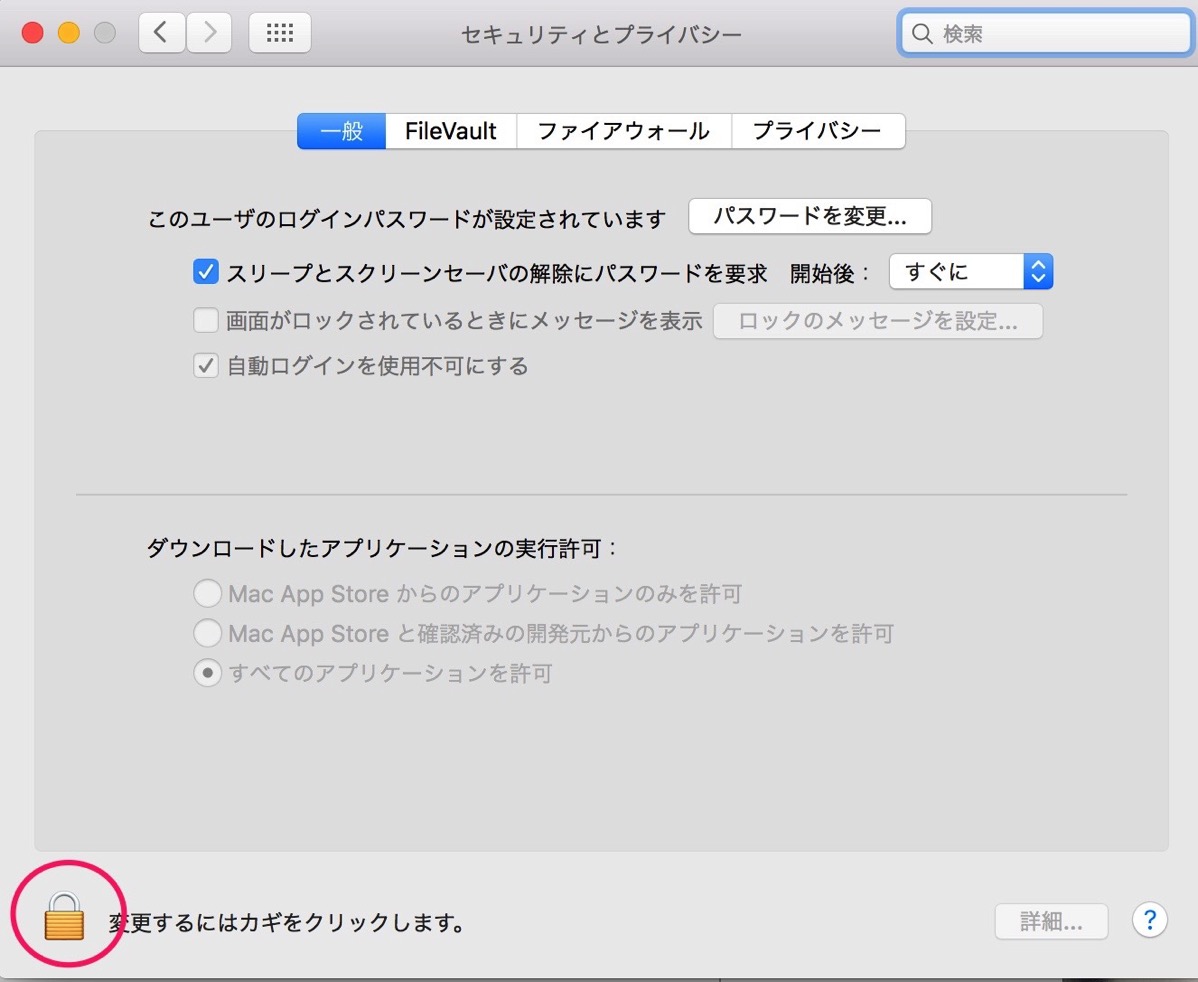 セキュリティとプライバシー
検索
一般 FileVault ファイアウォール プライバシー
このユーザのログインパスワードが設定されています パスワードを変更...
スリープとスクリーンセーバの解除にパスワードを要求 開始後： すぐに
画面がロックされているときにメッセージを表示 ロックのメッセージを設定...
自動ログインを使用不可にする
ダウンロードしたアプリケーションの実行許可：
Mac App Store からのアプリケーションのみを許可
Mac App Store と確認済みの開発元からのアプリケーションを許可
すべてのアプリケーションを許可
変更するにはカギをクリックします。 詳細... ?